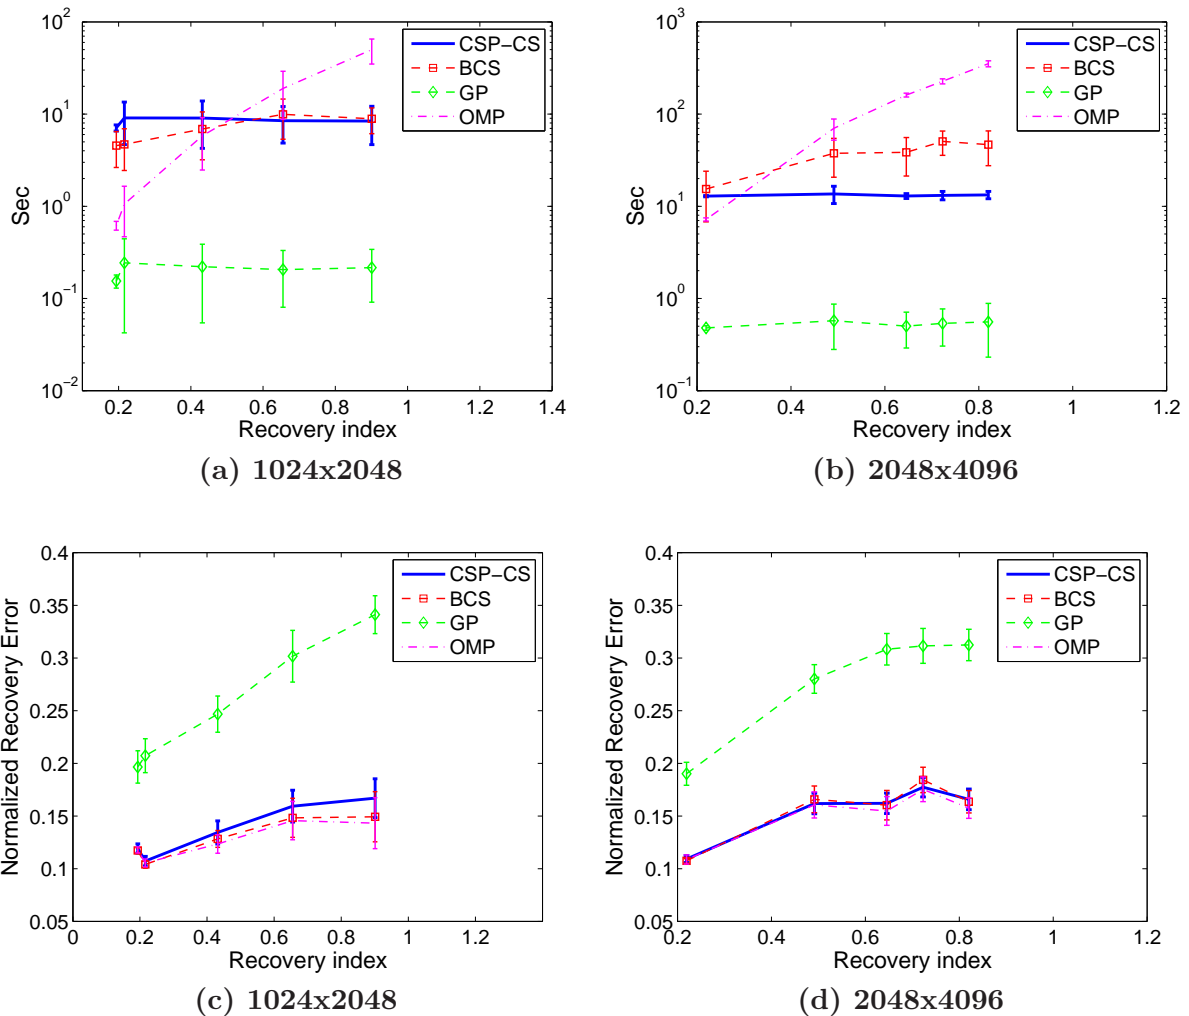 10^2
10^1
10^0
10^-1
10^-2
Sec
0.2 0.4 0.6 0.8 1 1.2 1.4
Recovery index
CSP-CS
BCS
GP
OMP
(a) 1024x2048
10^3
10^2
10^1
10^0
10^-1
Sec
0.2 0.4 0.6 0.8 1 1.2
Recovery index
CSP-CS
BCS
GP
OMP
(b) 2048x4096
0.4
0.35
0.3
0.25
0.2
0.15
0.1
0.05
Normalized Recovery Error
0 0.2 0.4 0.6 0.8 1 1.2
Recovery index
CSP-CS
BCS
GP
OMP
(c) 1024x2048
0.4
0.35
0.3
0.25
0.2
0.15
0.1
0.05
Normalized Recovery Error
0.2 0.4 0.6 0.8 1 1.2
Recovery index
CSP-CS
BCS
GP
OMP
(d) 2048x4096